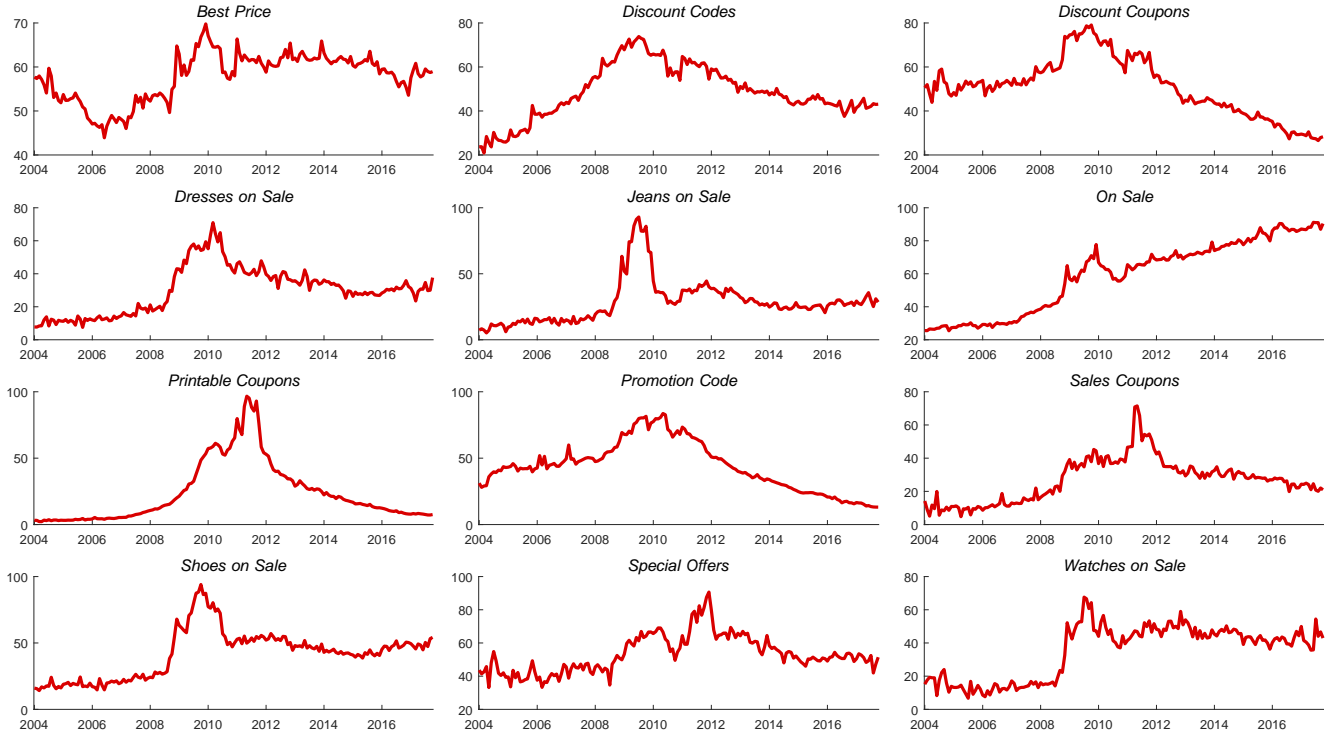 Best Price
70
60
50
40
2004 2006 2008 2010 2012 2014 2016
Discount Codes
80
60
40
20
2004 2006 2008 2010 2012 2014 2016
Discount Coupons
80
60
40
20
2004 2006 2008 2010 2012 2014 2016
Dresses on Sale
80
60
40
20
0
2004 2006 2008 2010 2012 2014 2016
Jeans on Sale
100
50
0
2004 2006 2008 2010 2012 2014 2016
On Sale
100
80
60
40
20
2004 2006 2008 2010 2012 2014 2016
Printable Coupons
100
50
0
2004 2006 2008 2010 2012 2014 2016
Promotion Code
100
50
0
2004 2006 2008 2010 2012 2014 2016
Sales Coupons
80
60
40
20
0
2004 2006 2008 2010 2012 2014 2016
Shoes on Sale
100
50
0
2004 2006 2008 2010 2012 2014 2016
Special Offers
100
80
60
40
20
2004 2006 2008 2010 2012 2014 2016
Watches on Sale
80
60
40
20
0
2004 2006 2008 2010 2012 2014 2016